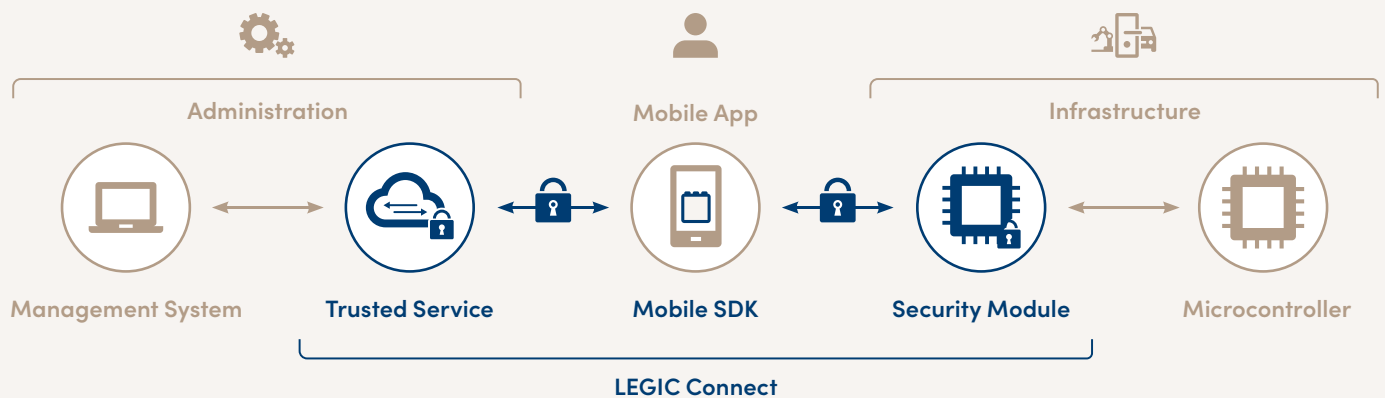 Administration
Mobile App
Infrastructure
Management System
Trusted Service
Mobile SDK
Security Module
Microcontroller
LEGIC Connect